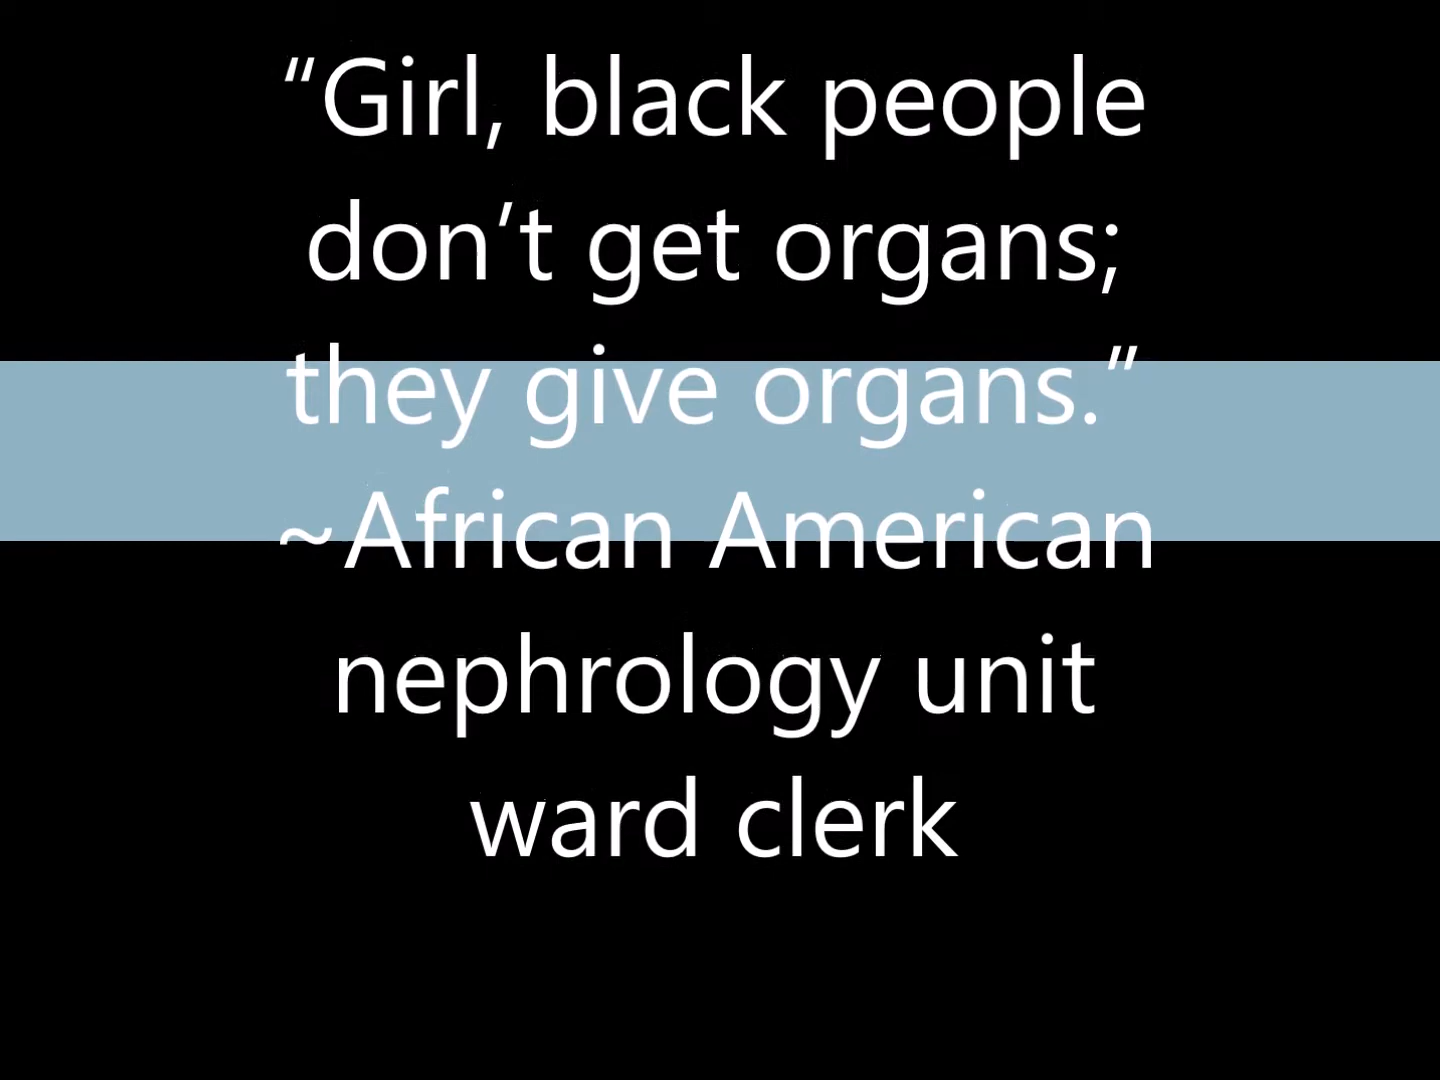 “Girl, black people
don’t get organs;
they give organs.”
~African American
nephrology unit
ward clerk